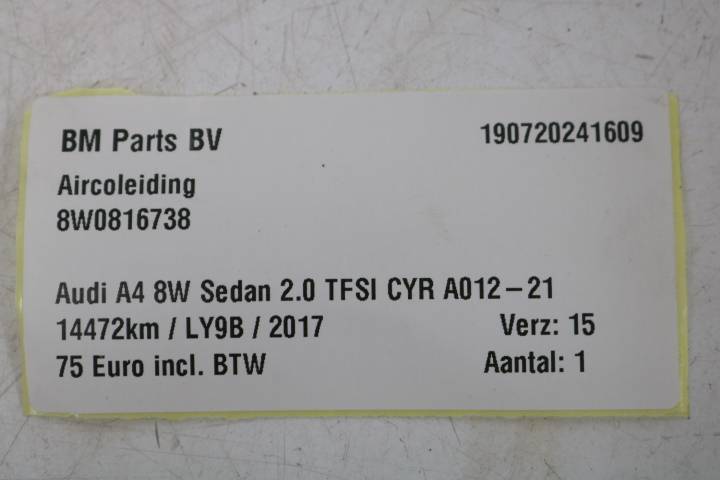 BM Parts BV 190720241609
Aircoleiding
8W0816738
Audi A4 8W Sedan 2.0 TFSI CYR A012-21
14472km / LY9B / 2017 Verz: 15
75 Euro incl. BTW Aantal: 1